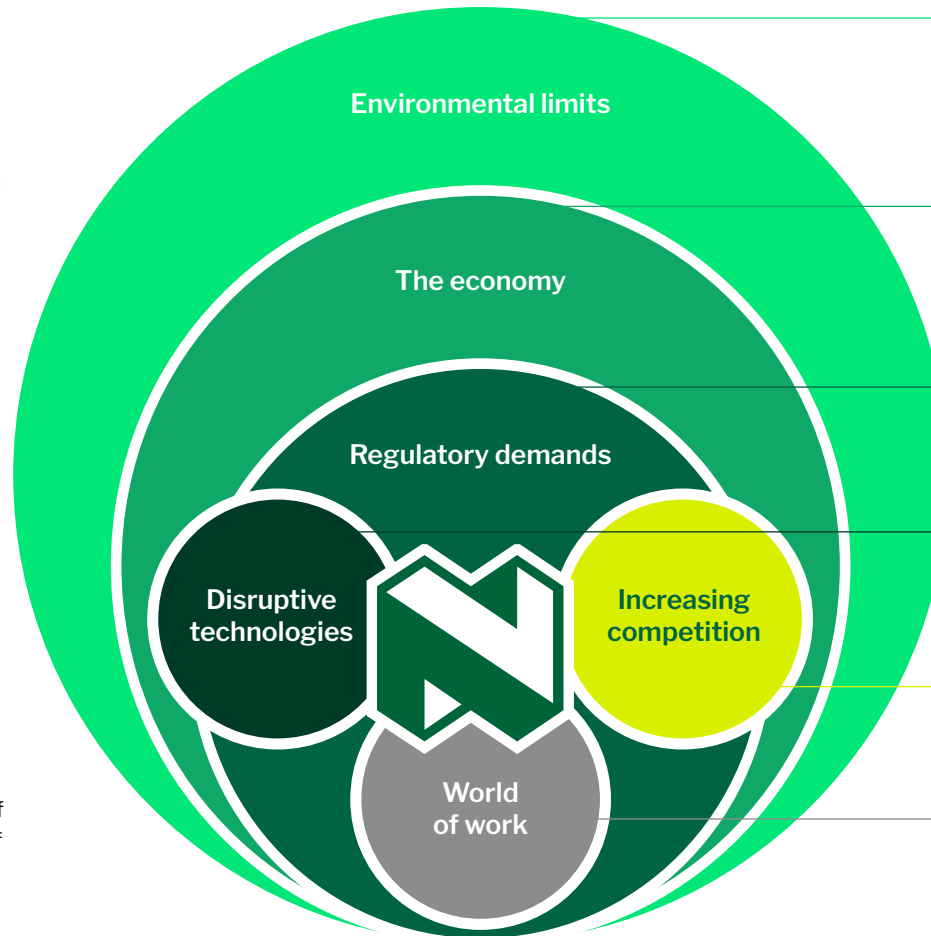 Environmental limits
The economy
Regulatory demands
Disruptive
technologies
Increasing
competition
World
of work